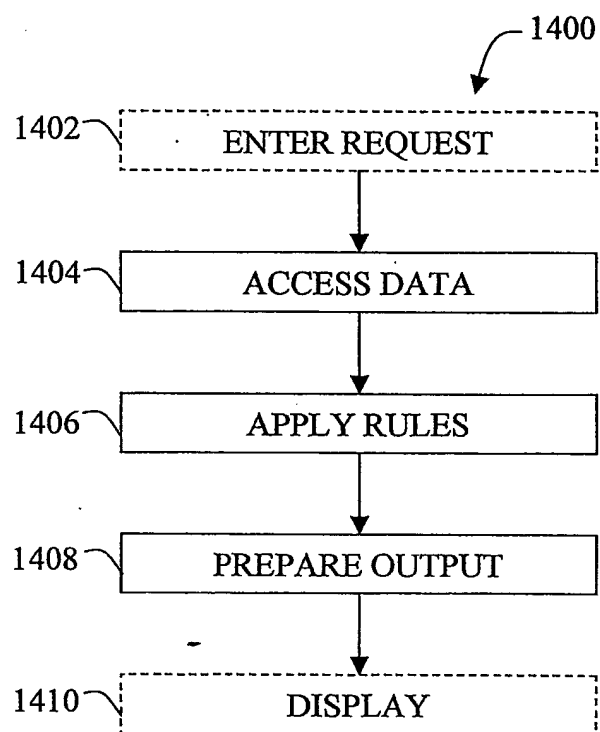 1400
1402 ENTER REQUEST
1404 ACCESS DATA
1406 APPLY RULES
1408 PREPARE OUTPUT
1410 DISPLAY